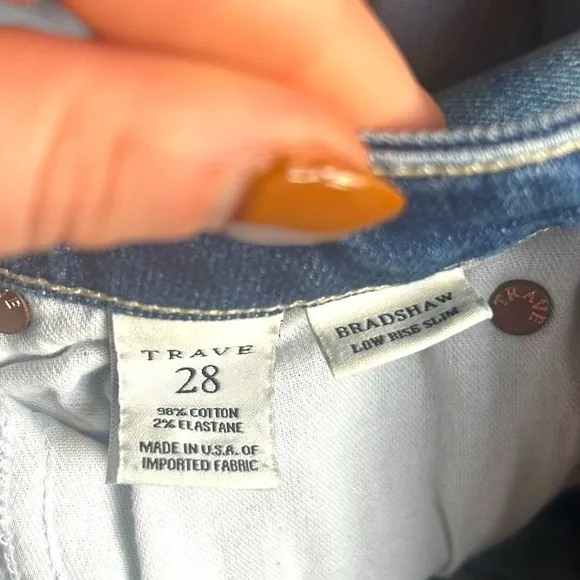 TRAVE
28
98% COTTON
2% ELASTANE
MADE IN U.S.A. OF
IMPORTED FABRIC
BRADSHAW
LOW RISE SLIM
TRAVE